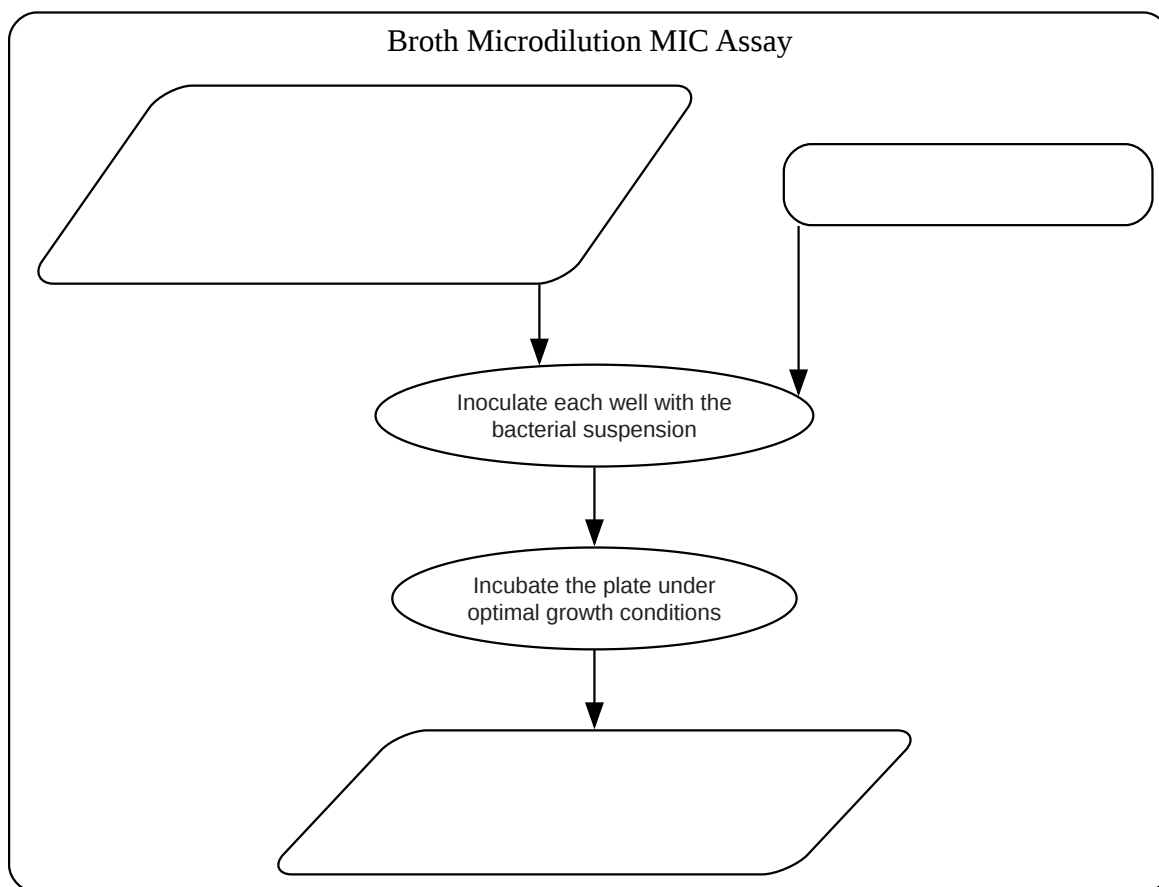 Broth Microdilution MIC Assay
Inoculate each well with the
bacterial suspension
Incubate the plate under
optimal growth conditions